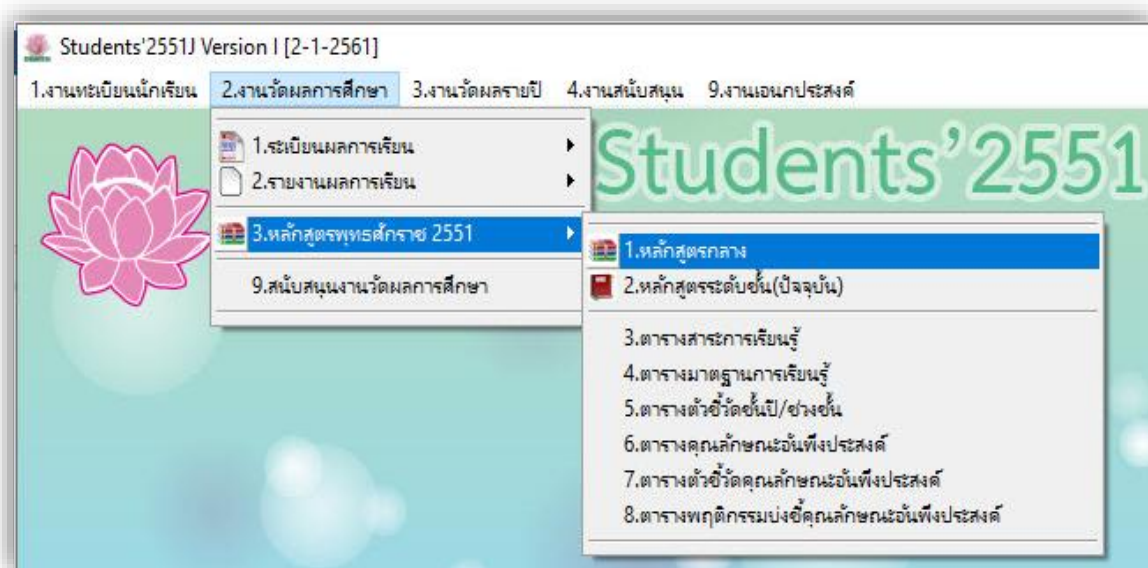 Students'2551J Version I [2-1-2561]
1.งานทะเบียนนักเรียน 2.งานวัดผลการศึกษา 3.งานวัดผลรายปี 4.งานสนับสนุน 9.งานเอนกประสงค์
Students'2551
1.ระเบียนผลการเรียน
2.รายงานผลการเรียน
3.หลักสูตรพุทธศักราช 2551
9.สนับสนุนงานวัดผลการศึกษา
1.หลักสูตรกลาง
2.หลักสูตรระดับชั้น(ปัจจุบัน)
3.ตารางสาระการเรียนรู้
4.ตารางมาตรฐานการเรียนรู้
5.ตารางตัวชี้วัดชั้นปี/ช่วงชั้น
6.ตารางคุณลักษณะอันพึงประสงค์
7.ตารางตัวชี้วัดคุณลักษณะอันพึงประสงค์
8.ตารางพฤติกรรมบ่งชี้คุณลักษณะอันพึงประสงค์